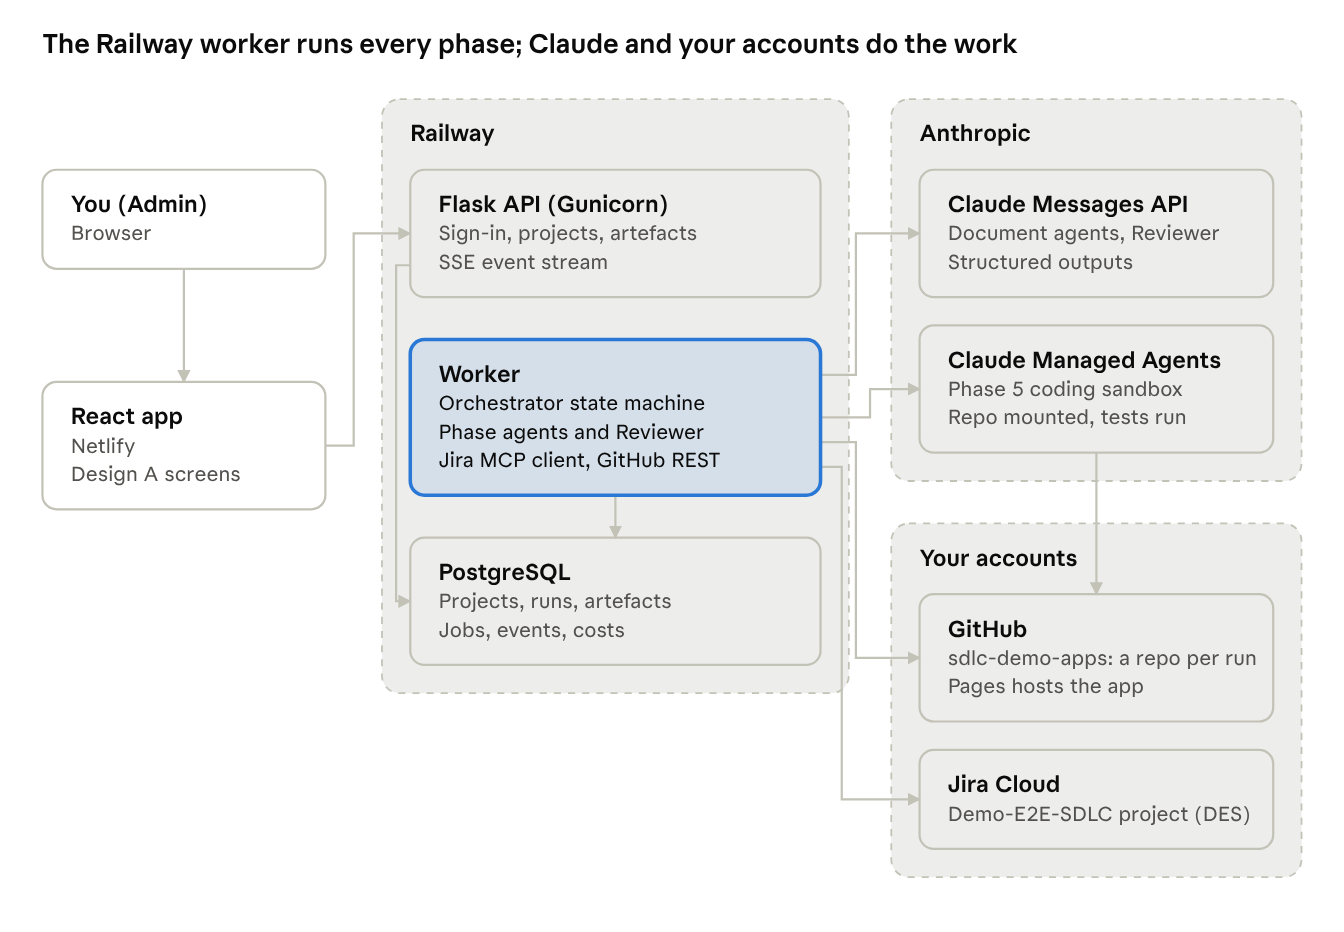 The Railway worker runs every phase; Claude and your accounts do the work
You (Admin)
Browser
React app
Netlify
Design A screens
Railway
Flask API (Gunicorn)
Sign-in, projects, artefacts
SSE event stream
Worker
Orchestrator state machine
Phase agents and Reviewer
Jira MCP client, GitHub REST
PostgreSQL
Projects, runs, artefacts
Jobs, events, costs
Anthropic
Claude Messages API
Document agents, Reviewer
Structured outputs
Claude Managed Agents
Phase 5 coding sandbox
Repo mounted, tests run
Your accounts
GitHub
sdlc-demo-apps: a repo per run
Pages hosts the app
Jira Cloud
Demo-E2E-SDLC project (DES)